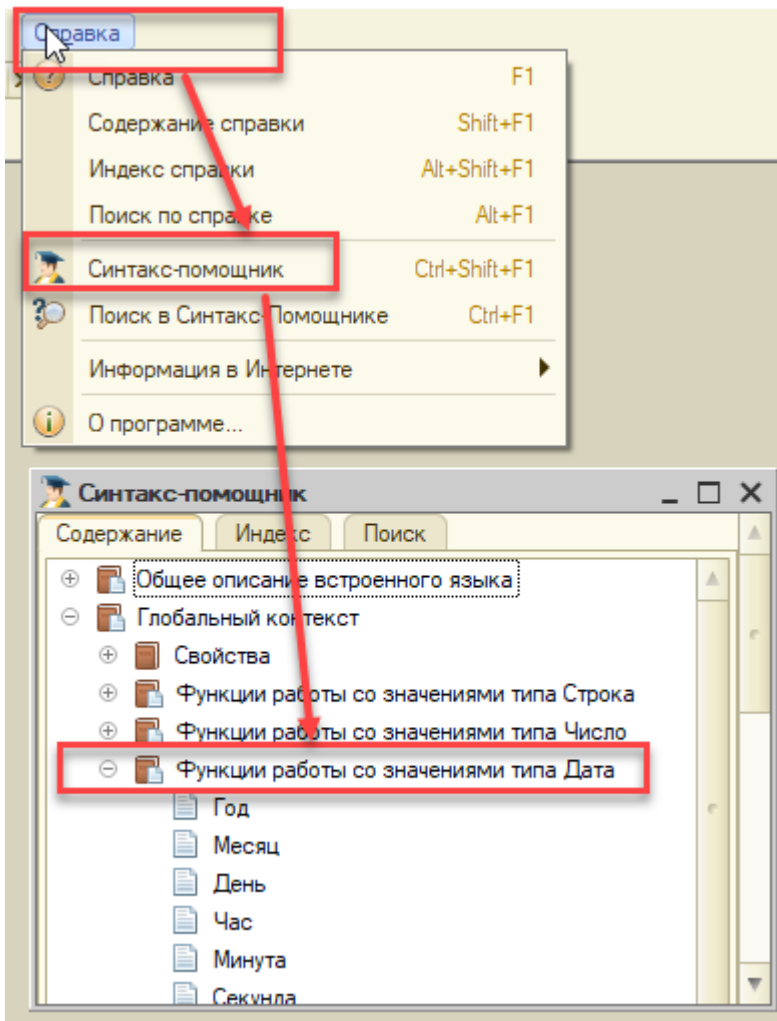 Справка
Справка F1
Содержание справки Shift+F1
Индекс справки Alt+Shift+F1
Поиск по справке Alt+F1
Синтакс-помощник Ctrl+Shift+F1
Поиск в Синтакс-Помощнике Ctrl+F1
Информация в Интернете
О программе...
Синтакс-помощник
Содержание Индекс Поиск
Общее описание встроенного языка
Глобальный контекст
Свойства
Функции работы со значениями типа Строка
Функции работы со значениями типа Число
Функции работы со значениями типа Дата
Год
Месяц
День
Час
Минута
Секунда